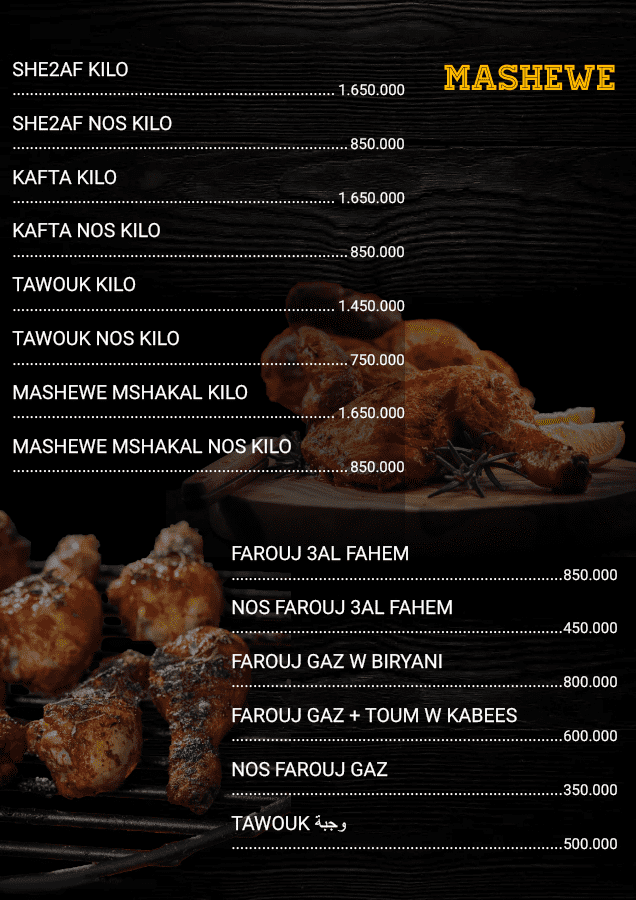 MASHEWE
SHE2AF KILO
........................................................................... 1.650.000
SHE2AF NOS KILO
.............................................................................. 850.000
KAFTA KILO
........................................................................... 1.650.000
KAFTA NOS KILO
.............................................................................. 850.000
TAWOUK KILO
........................................................................... 1.450.000
TAWOUK NOS KILO
.............................................................................. 750.000
MASHEWE MSHAKAL KILO
........................................................................... 1.650.000
MASHEWE MSHAKAL NOS KILO
.............................................................................. 850.000
FAROUJ 3AL FAHEM
.............................................................................850.000
NOS FAROUJ 3AL FAHEM
.............................................................................450.000
FAROUJ GAZ W BIRYANI
.............................................................................800.000
FAROUJ GAZ + TOUM W KABEES
.............................................................................600.000
NOS FAROUJ GAZ
.............................................................................350.000
TAWOUK وجبة
.............................................................................500.000